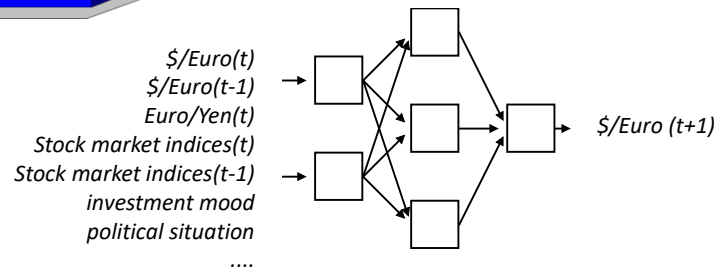 $/Euro(t)
$/Euro(t-1)
Euro/Yen(t)
Stock market indices(t)
Stock market indices(t-1)
investment mood
political situation
....
$/Euro (t+1)